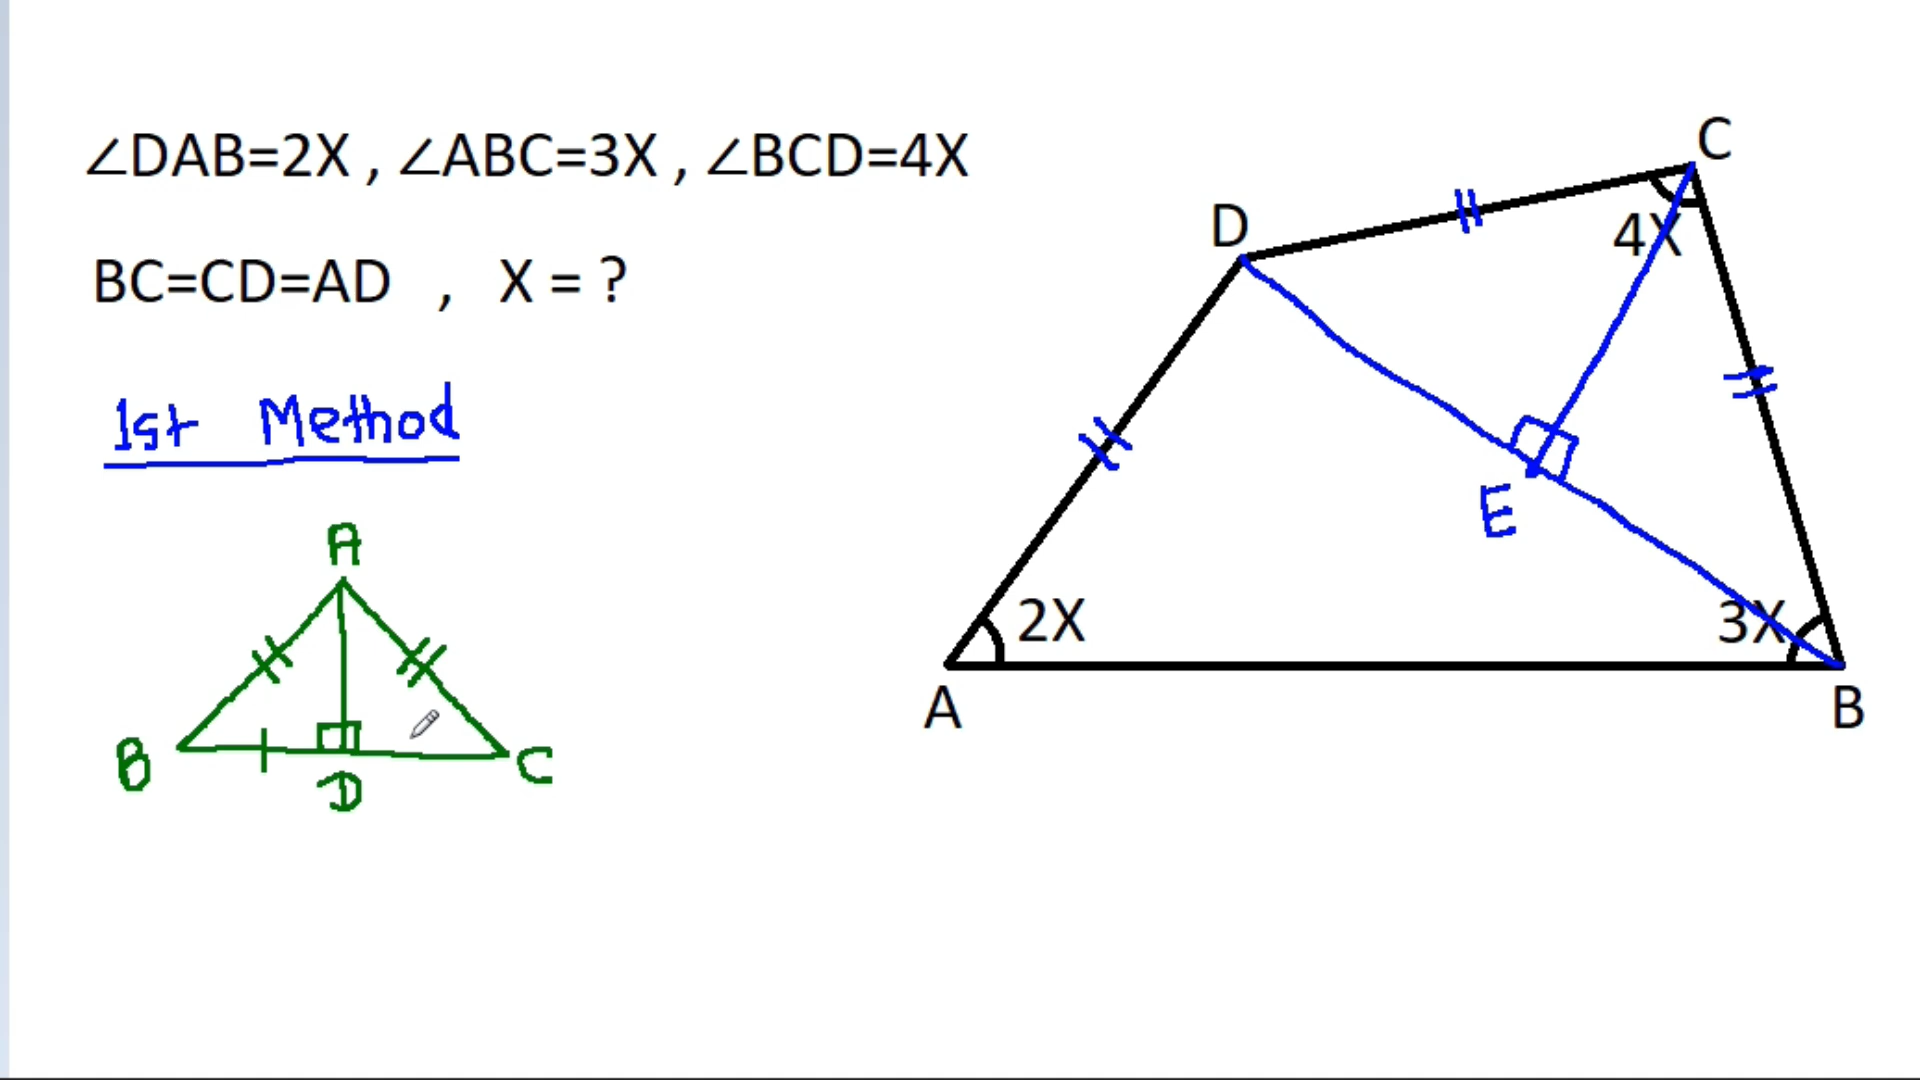 ∠DAB=2X , ∠ABC=3X , ∠BCD=4X
BC=CD=AD , X = ?
1st Method
A
B
D
C
C
D
4X
E
2X
3X
A
B